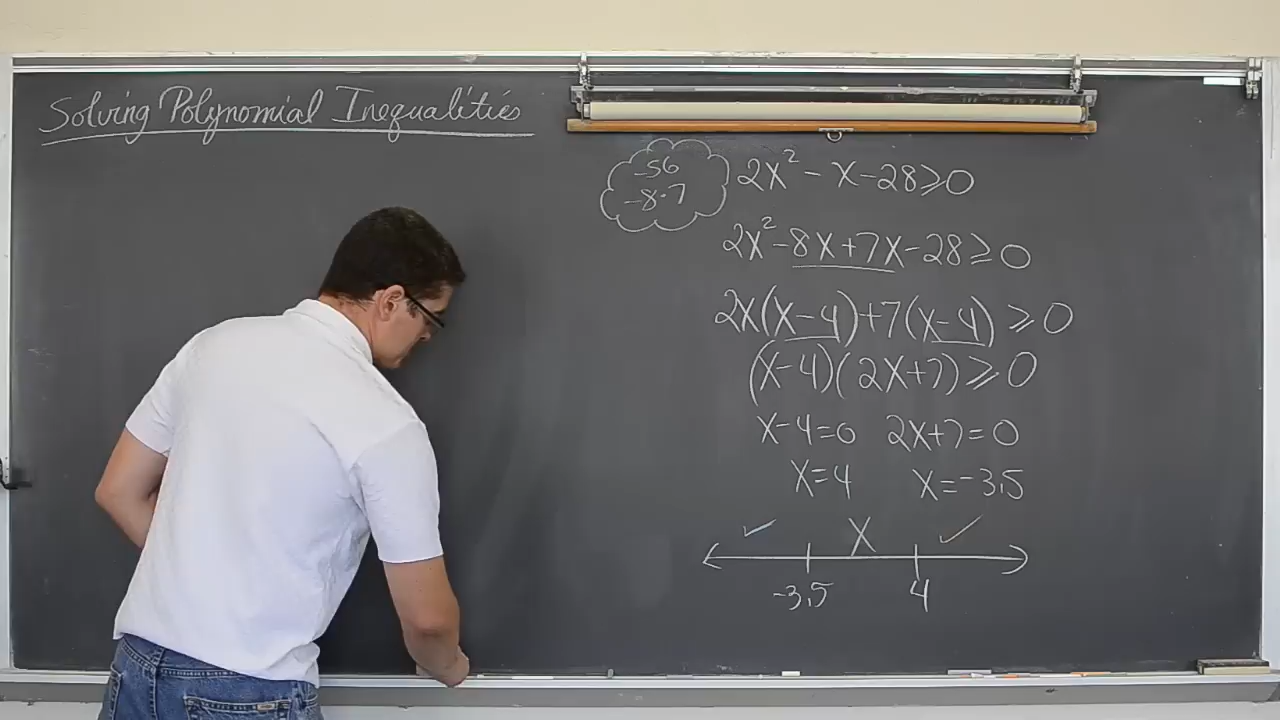 Solving Polynomial Inequalities
-56
-8·7
2x² - x - 28 ≥ 0
2x² - 8x + 7x - 28 ≥ 0
2x(x - 4) + 7(x - 4) ≥ 0
(x - 4)(2x + 7) ≥ 0
x - 4 = 0 2x + 7 = 0
x = 4 x = -3.5
✓ X ✓
-3.5 4